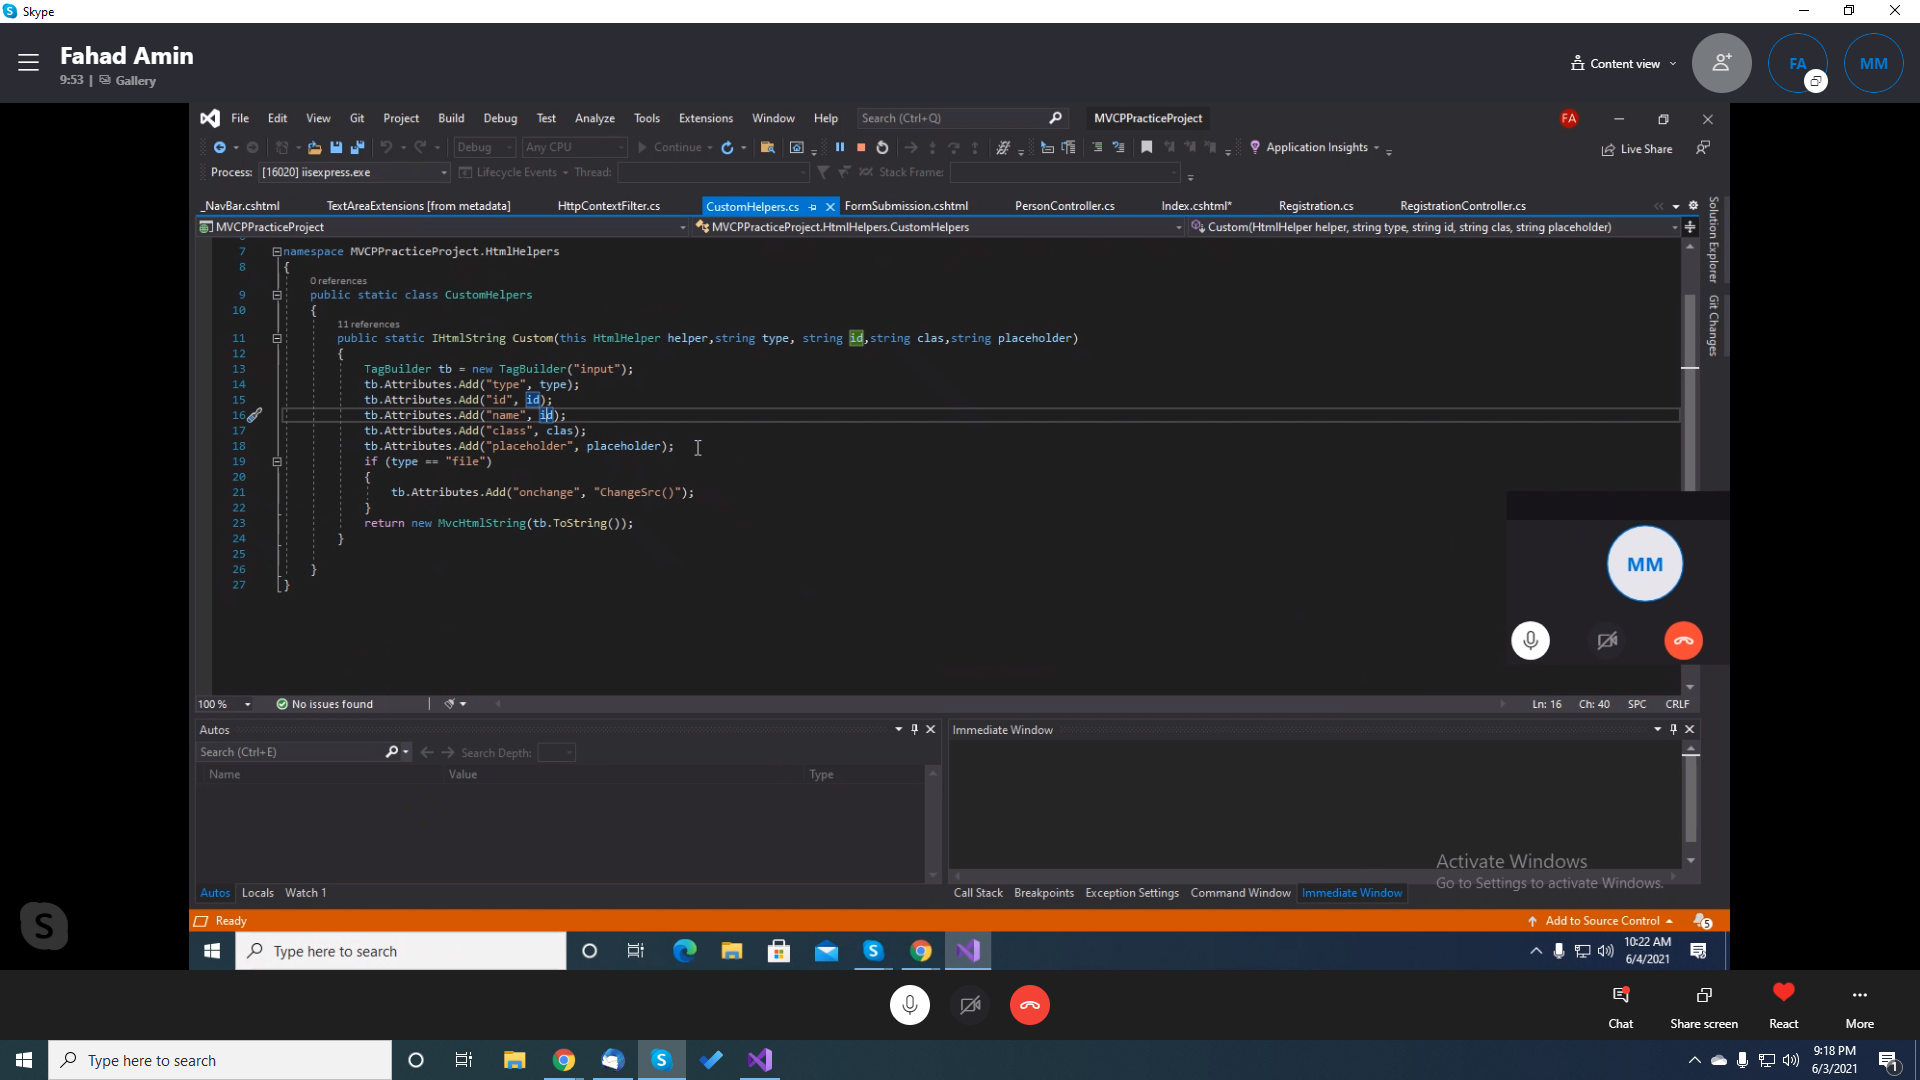 Skype
Fahad Amin
9:53 | Gallery
Content view
FA
MM
File Edit View Git Project Build Debug Test Analyze Tools Extensions Window Help Search (Ctrl+Q) MVCPPracticeProject FA
Debug Any CPU Continue Application Insights Live Share
Process: [16020] iisexpress.exe Lifecycle Events Thread: Stack Frame:
_NavBar.cshtml TextAreaExtensions [from metadata] HttpContextFilter.cs CustomHelpers.cs FormSubmission.cshtml PersonController.cs Index.cshtml* Registration.cs RegistrationController.cs
MVCPPracticeProject MVCPPracticeProject.HtmlHelpers.CustomHelpers Custom(HtmlHelper helper, string type, string id, string clas, string placeholder)
Solution Explorer
Git Changes
7 namespace MVCPPracticeProject.HtmlHelpers
8 {
0 references
9 public static class CustomHelpers
10 {
11 references
11 public static IHtmlString Custom(this HtmlHelper helper,string type, string id,string clas,string placeholder)
12 {
13 TagBuilder tb = new TagBuilder("input");
14 tb.Attributes.Add("type", type);
15 tb.Attributes.Add("id", id);
16 tb.Attributes.Add("name", id);
17 tb.Attributes.Add("class", clas);
18 tb.Attributes.Add("placeholder", placeholder);
19 if (type == "file")
20 {
21 tb.Attributes.Add("onchange", "ChangeSrc()");
22 }
23 return new MvcHtmlString(tb.ToString());
24 }
25
26 }
27 }
MM
100 % No issues found Ln: 16 Ch: 40 SPC CRLF
Autos
Search (Ctrl+E) Search Depth:
Name Value Type
Immediate Window
Activate Windows
Go to Settings to activate Windows.
Autos Locals Watch 1
Call Stack Breakpoints Exception Settings Command Window Immediate Window
Ready Add to Source Control 5
Type here to search
10:22 AM
6/4/2021
Chat Share screen React More
Type here to search
9:18 PM
6/3/2021
1